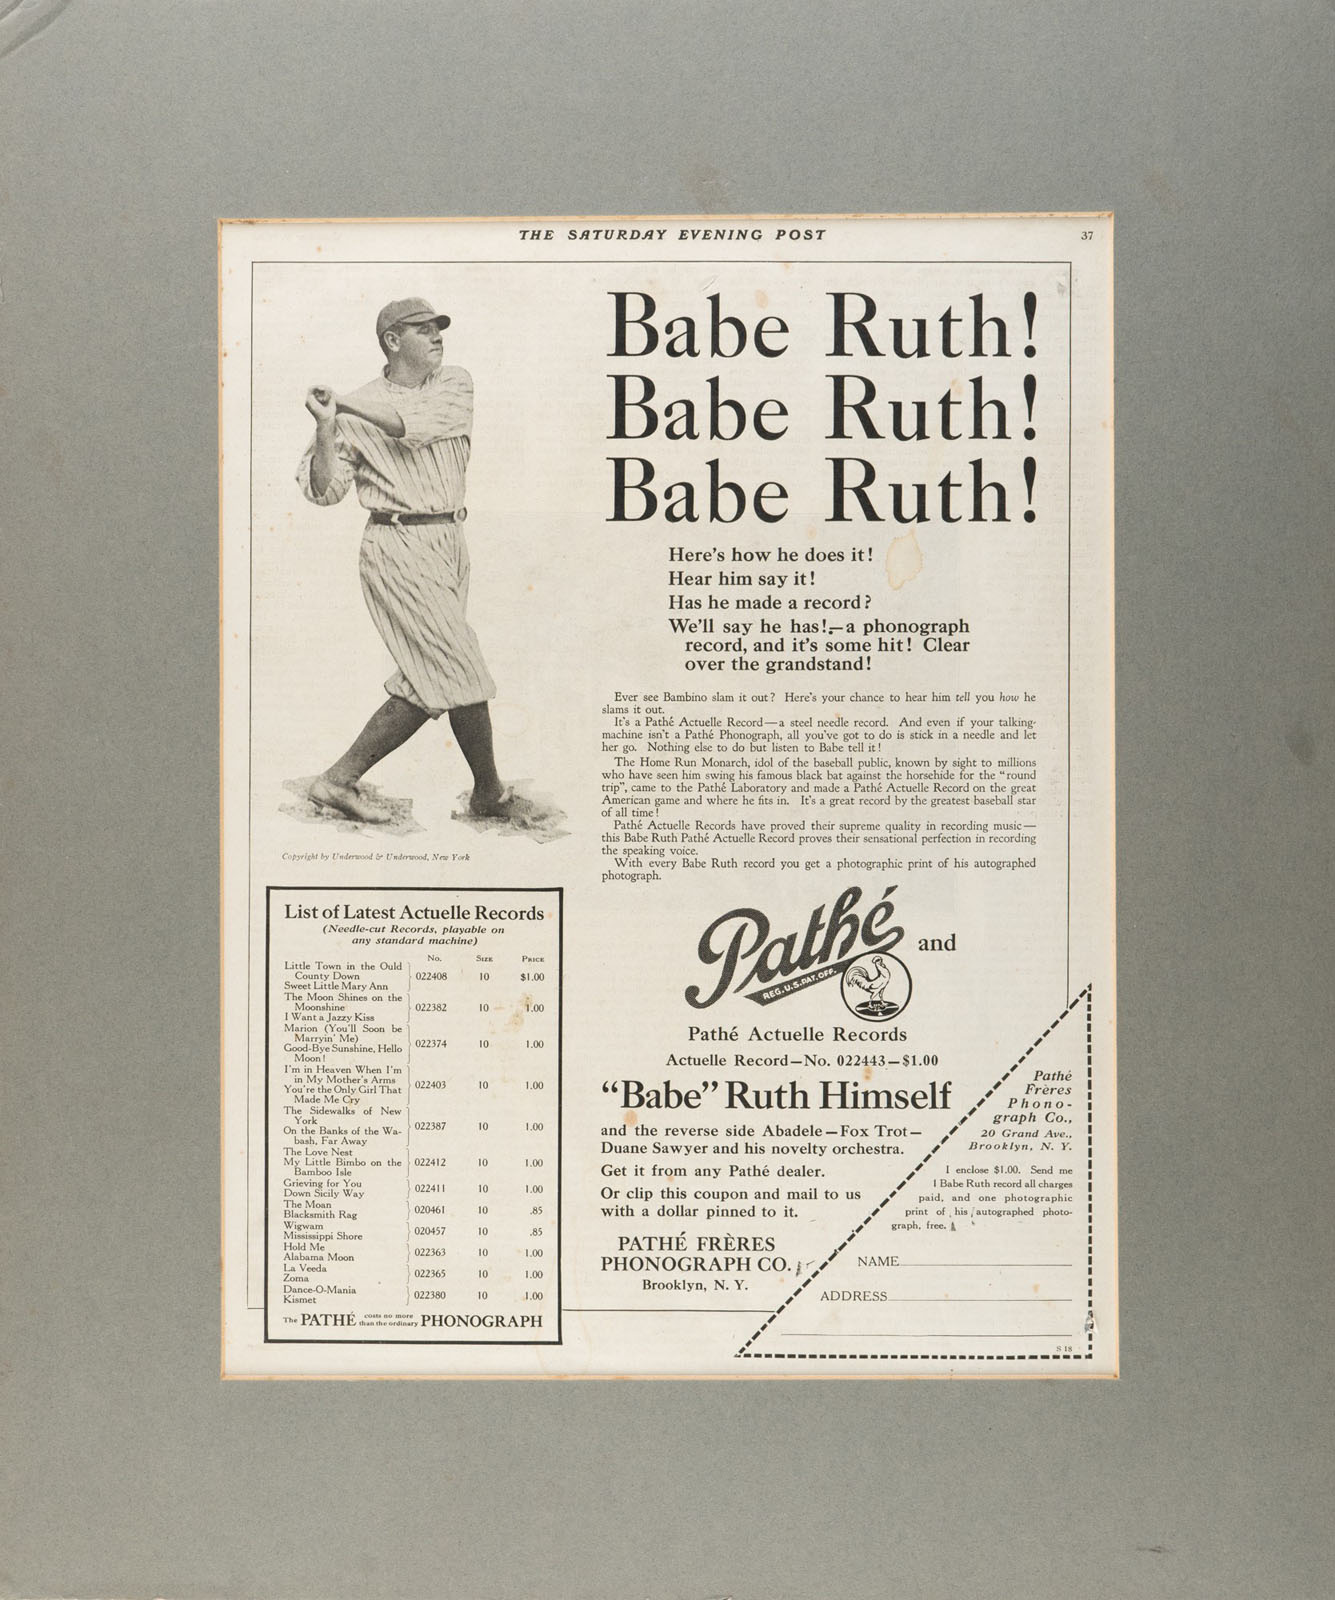 THE SATURDAY EVENING POST
37
Babe Ruth!
Babe Ruth!
Babe Ruth!
Here's how he does it!
Hear him say it!
Has he made a record?
We'll say he has!—a phonograph
record, and it's some hit! Clear
over the grandstand!
Ever see Bambino slam it out? Here's your chance to hear him tell you how he
slams it out.
It's a Pathé Actuelle Record—a steel needle record. And even if your talking-
machine isn't a Pathé Phonograph, all you've got to do is stick in a needle and let
her go. Nothing else to do but listen to Babe tell it!
The Home Run Monarch, idol of the baseball public, known by sight to millions
who have seen him swing his famous black bat against the horsehide for the "round
trip", came to the Pathé Laboratory and made a Pathé Actuelle Record on the great
American game and where he fits in. It's a great record by the greatest baseball star
of all time!
Pathé Actuelle Records have proved their supreme quality in recording music—
this Babe Ruth Pathé Actuelle Record proves their sensational perfection in recording
the speaking voice.
With every Babe Ruth record you get a photographic print of his autographed
photograph.
Copyright by Underwood & Underwood, New York
List of Latest Actuelle Records
(Needle-cut Records, playable on
any standard machine)
No. SIZE PRICE
Little Town in the Ould
County Down
Sweet Little Mary Ann
022408 10 $1.00
The Moon Shines on the
Moonshine
I Want a Jazzy Kiss
022382 10 1.00
Marion (You'll Soon be
Marryin' Me)
Good-Bye Sunshine, Hello
Moon!
022374 10 1.00
I'm in Heaven When I'm
in My Mother's Arms
You're the Only Girl That
Made Me Cry
022403 10 1.00
The Sidewalks of New
York
On the Banks of the Wa-
bash, Far Away
022387 10 1.00
The Love Nest
My Little Bimbo on the
Bamboo Isle
022412 10 1.00
Grieving for You
Down Sicily Way
022411 10 1.00
The Moan
Blacksmith Rag
020461 10 .85
Wigwam
Mississippi Shore
020457 10 .85
Hold Me
Alabama Moon
022363 10 1.00
La Veeda
Zoma
022365 10 1.00
Dance-O-Mania
Kismet
022380 10 1.00
The PATHÉ costs no more than the ordinary PHONOGRAPH
Pathé and
REG. U.S. PAT. OFF.
Pathé Actuelle Records
Actuelle Record—No. 022443—$1.00
"Babe" Ruth Himself
and the reverse side Abadele—Fox Trot—
Duane Sawyer and his novelty orchestra.
Get it from any Pathé dealer.
Or clip this coupon and mail to us
with a dollar pinned to it.
PATHÉ FRÈRES
PHONOGRAPH CO.
Brooklyn, N. Y.
Pathé
Frères
Phono-
graph Co.,
20 Grand Ave.,
Brooklyn, N. Y.
I enclose $1.00. Send me
1 Babe Ruth record all charges
paid, and one photographic
print of his autographed photo-
graph, free.
NAME
ADDRESS
S 18